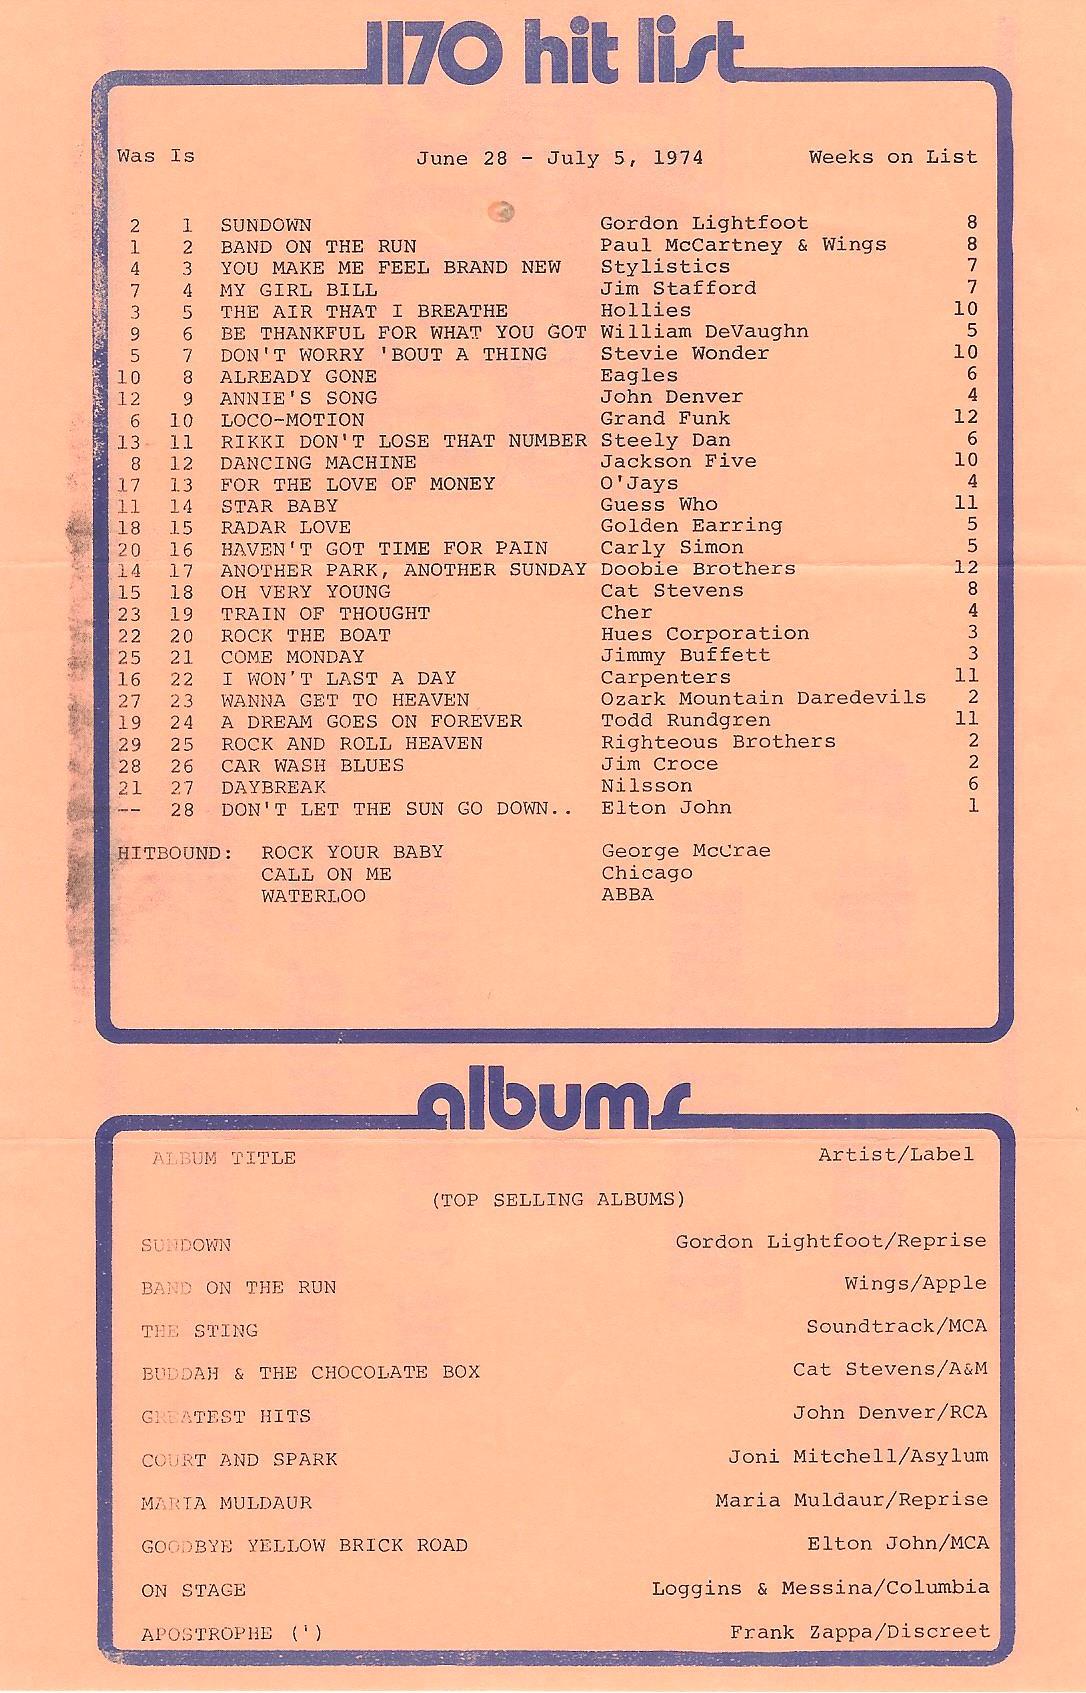 1170 hit list
Was Is June 28 - July 5, 1974 Weeks on List
2 1 SUNDOWN Gordon Lightfoot 8
1 2 BAND ON THE RUN Paul McCartney & Wings 8
4 3 YOU MAKE ME FEEL BRAND NEW Stylistics 7
7 4 MY GIRL BILL Jim Stafford 7
3 5 THE AIR THAT I BREATHE Hollies 10
9 6 BE THANKFUL FOR WHAT YOU GOT William DeVaughn 5
5 7 DON'T WORRY 'BOUT A THING Stevie Wonder 10
10 8 ALREADY GONE Eagles 6
12 9 ANNIE'S SONG John Denver 4
6 10 LOCO-MOTION Grand Funk 12
13 11 RIKKI DON'T LOSE THAT NUMBER Steely Dan 6
8 12 DANCING MACHINE Jackson Five 10
17 13 FOR THE LOVE OF MONEY O'Jays 4
11 14 STAR BABY Guess Who 11
18 15 RADAR LOVE Golden Earring 5
20 16 HAVEN'T GOT TIME FOR PAIN Carly Simon 5
14 17 ANOTHER PARK, ANOTHER SUNDAY Doobie Brothers 12
15 18 OH VERY YOUNG Cat Stevens 8
23 19 TRAIN OF THOUGHT Cher 4
22 20 ROCK THE BOAT Hues Corporation 3
25 21 COME MONDAY Jimmy Buffett 3
16 22 I WON'T LAST A DAY Carpenters 11
27 23 WANNA GET TO HEAVEN Ozark Mountain Daredevils 2
19 24 A DREAM GOES ON FOREVER Todd Rundgren 11
29 25 ROCK AND ROLL HEAVEN Righteous Brothers 2
28 26 CAR WASH BLUES Jim Croce 2
21 27 DAYBREAK Nilsson 6
-- 28 DON'T LET THE SUN GO DOWN.. Elton John 1
HITBOUND: ROCK YOUR BABY George McCrae
CALL ON ME Chicago
WATERLOO ABBA
albums
ALBUM TITLE Artist/Label
(TOP SELLING ALBUMS)
SUNDOWN Gordon Lightfoot/Reprise
BAND ON THE RUN Wings/Apple
THE STING Soundtrack/MCA
BUDDAH & THE CHOCOLATE BOX Cat Stevens/A&M
GREATEST HITS John Denver/RCA
COURT AND SPARK Joni Mitchell/Asylum
MARIA MULDAUR Maria Muldaur/Reprise
GOODBYE YELLOW BRICK ROAD Elton John/MCA
ON STAGE Loggins & Messina/Columbia
APOSTROPHE (') Frank Zappa/Discreet